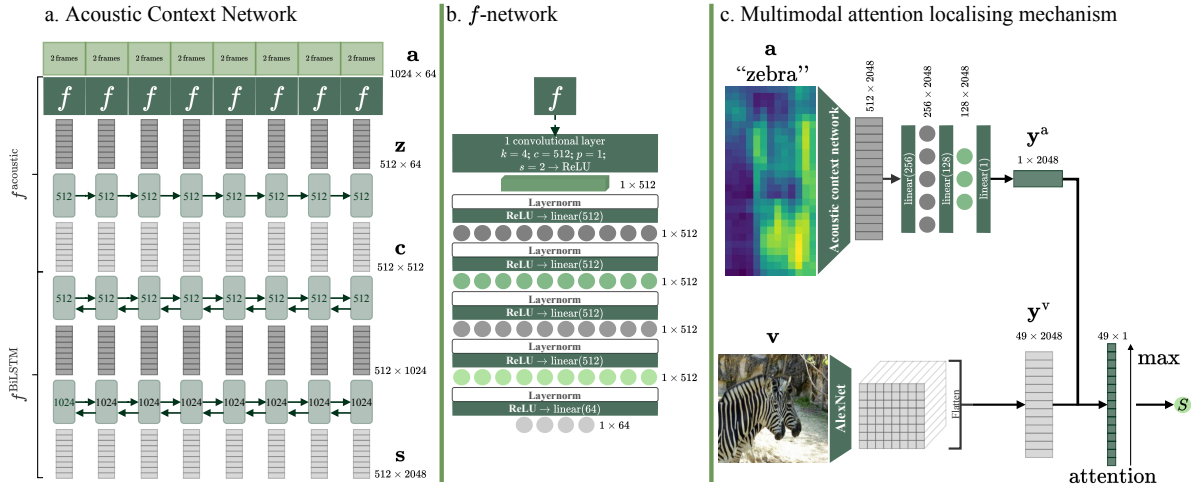 a. Acoustic Context Network
2 frames 2 frames 2 frames 2 frames 2 frames 2 frames 2 frames 2 frames
a
1024 × 64
f f f f f f f f
z
512 × 64
f acoustic
512 512 512 512 512 512 512 512
c
512 × 512
512 512 512 512 512 512 512 512
512 × 1024
f BiLSTM
1024 1024 1024 1024 1024 1024 1024 1024
s
512 × 2048
b. f-network
f
1 convolutional layer
k = 4; c = 512; p = 1;
s = 2 → ReLU
1 × 512
Layernorm
ReLU → linear(512)
1 × 512
Layernorm
ReLU → linear(512)
1 × 512
Layernorm
ReLU → linear(512)
1 × 512
Layernorm
ReLU → linear(512)
1 × 512
Layernorm
ReLU → linear(64)
1 × 64
c. Multimodal attention localising mechanism
a
“zebra”
Acoustic context network
512 × 2048
linear(256)
256 × 2048
linear(128)
128 × 2048
linear(1)
yᵃ
1 × 2048
v
AlexNet
Flatten
yᵛ
49 × 2048
49 × 1
max
S
attention